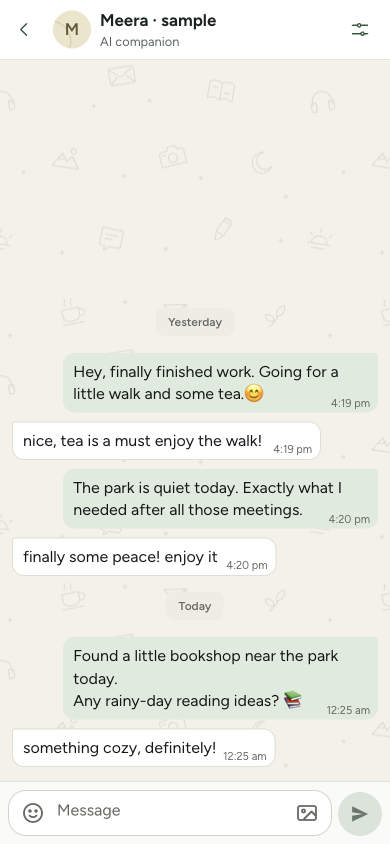 M
Meera · sample
AI companion
Yesterday
Hey, finally finished work. Going for a
little walk and some tea.😊
4:19 pm
nice, tea is a must enjoy the walk!
4:19 pm
The park is quiet today. Exactly what I
needed after all those meetings.
4:20 pm
finally some peace! enjoy it
4:20 pm
Today
Found a little bookshop near the park
today.
Any rainy-day reading ideas? 📚
12:25 am
something cozy, definitely!
12:25 am
Message